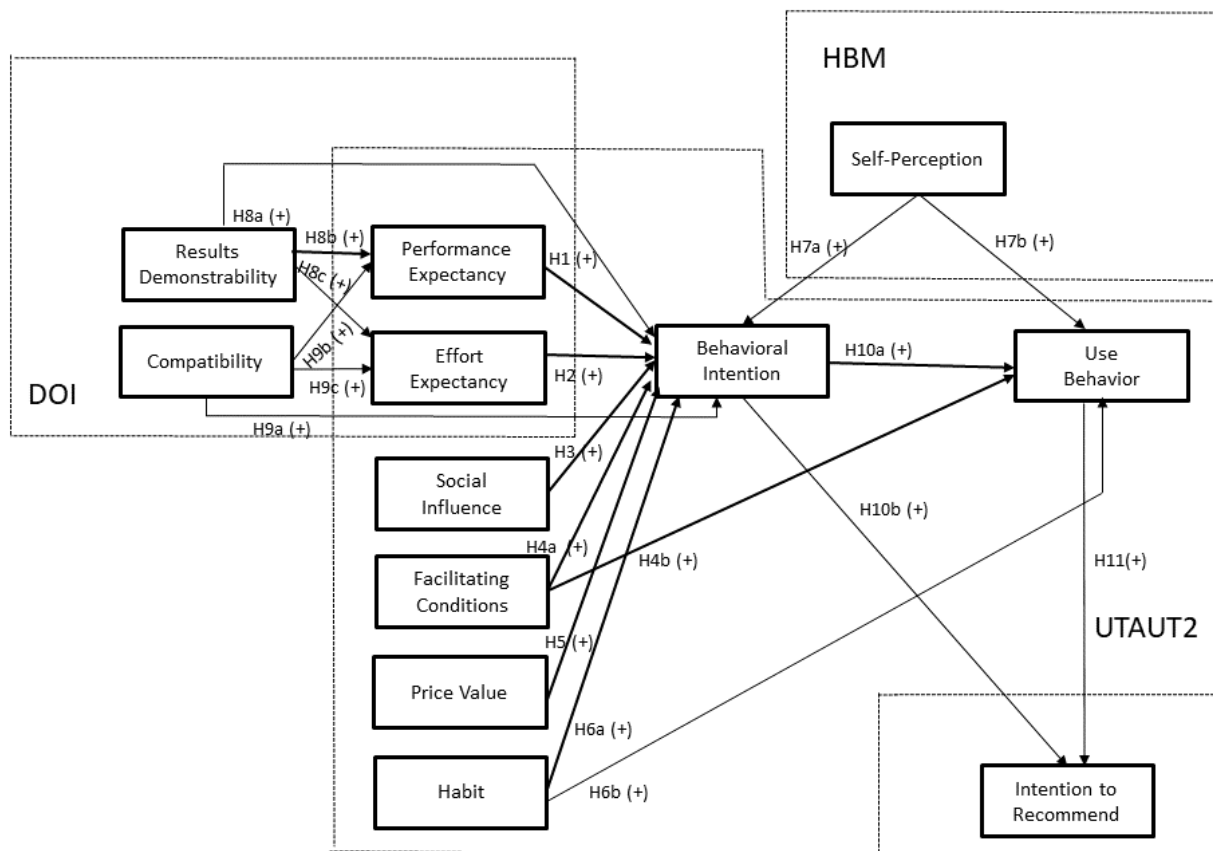 HBM
Self-Perception
H7a (+)
H7b (+)
H8a (+)
H8b (+)
H8c (+)
Results
Demonstrability
Performance
Expectancy
H1 (+)
Compatibility
H9b (+)
H9c (+)
Effort
Expectancy
H2 (+)
Behavioral
Intention
H10a (+)
Use
Behavior
DOI
H9a (+)
H3 (+)
Social
Influence
H10b (+)
H4a (+)
H4b (+)
H11(+)
Facilitating
Conditions
UTAUT2
H5 (+)
Price Value
H6a (+)
Habit
H6b (+)
Intention to
Recommend